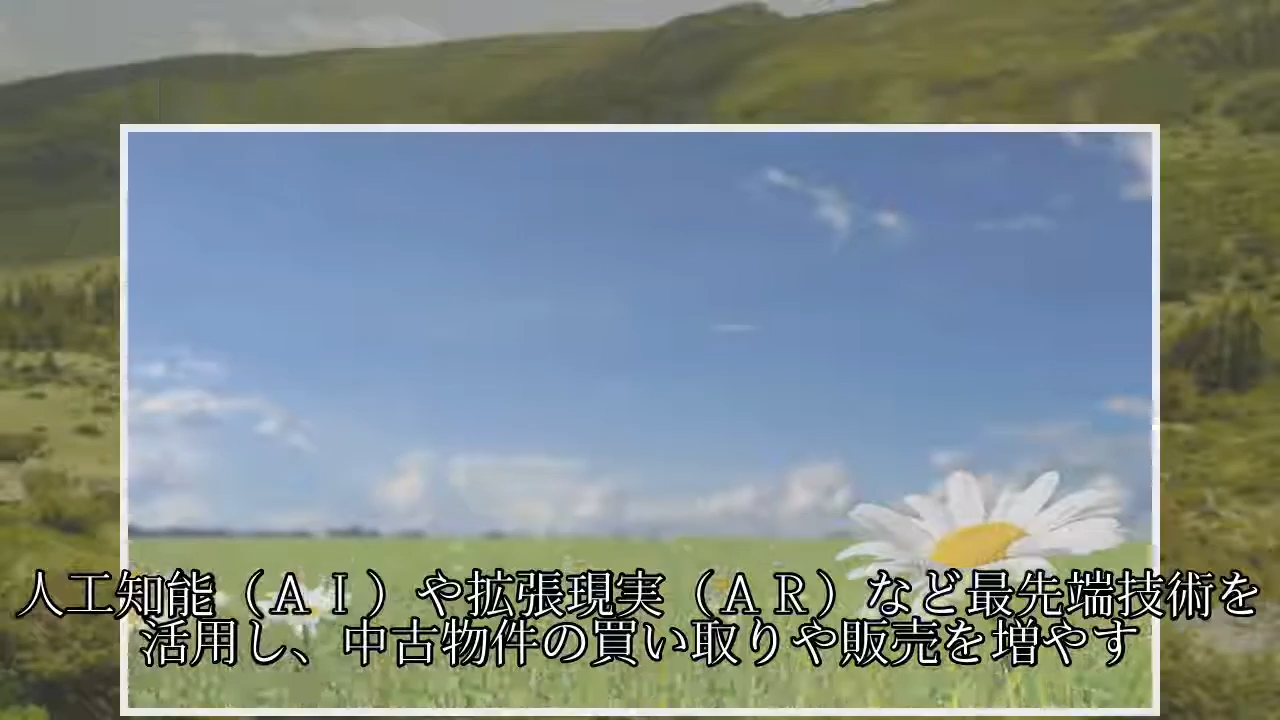 人工知能（ＡＩ）や拡張現実（ＡＲ）など最先端技術を
活用し、中古物件の買い取りや販売を増やす